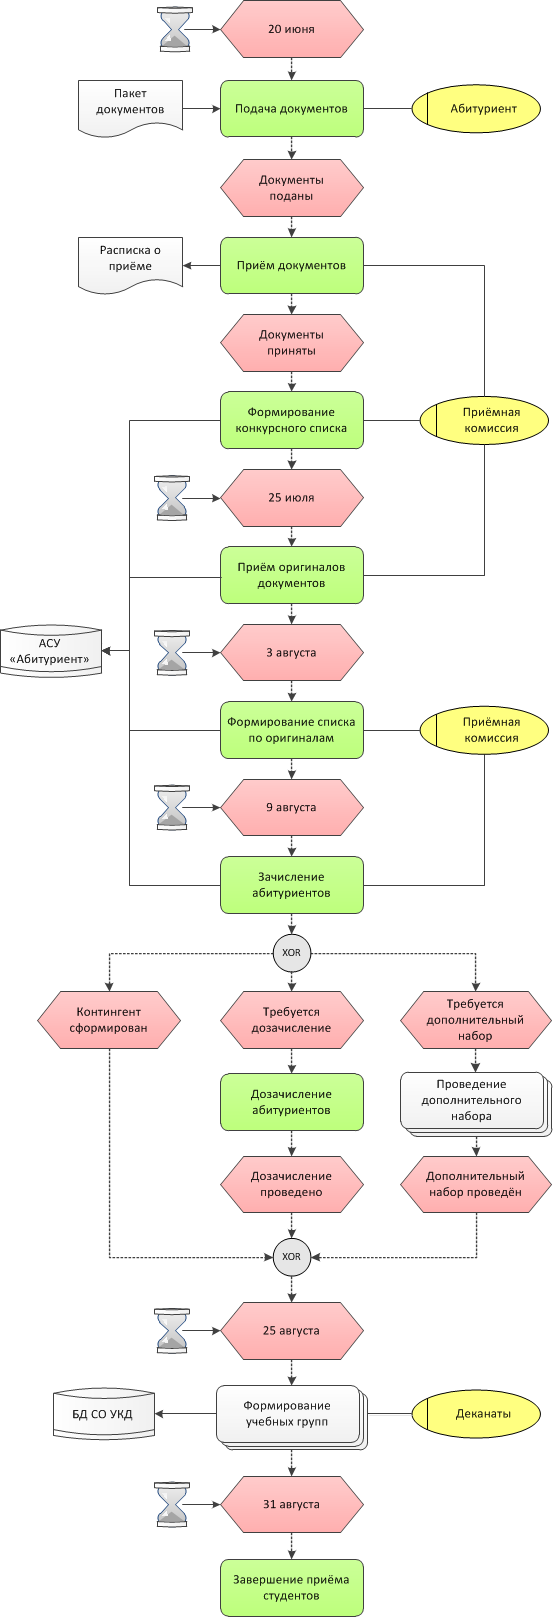 20 июня
Пакет
документов
Подача документов
Абитуриент
Документы
поданы
Расписка о
приёме
Приём документов
Документы
приняты
Формирование
конкурсного списка
Приёмная
комиссия
25 июля
Приём оригиналов
документов
АСУ
«Абитуриент»
3 августа
Формирование списка
по оригиналам
Приёмная
комиссия
9 августа
Зачисление
абитуриентов
XOR
Контингент
сформирован
Требуется
дозачисление
Требуется
дополнительный
набор
Дозачисление
абитуриентов
Проведение
дополнительного
набора
Дозачисление
проведено
Дополнительный
набор проведён
XOR
25 августа
БД СО УКД
Формирование
учебных групп
Деканаты
31 августа
Завершение приёма
студентов